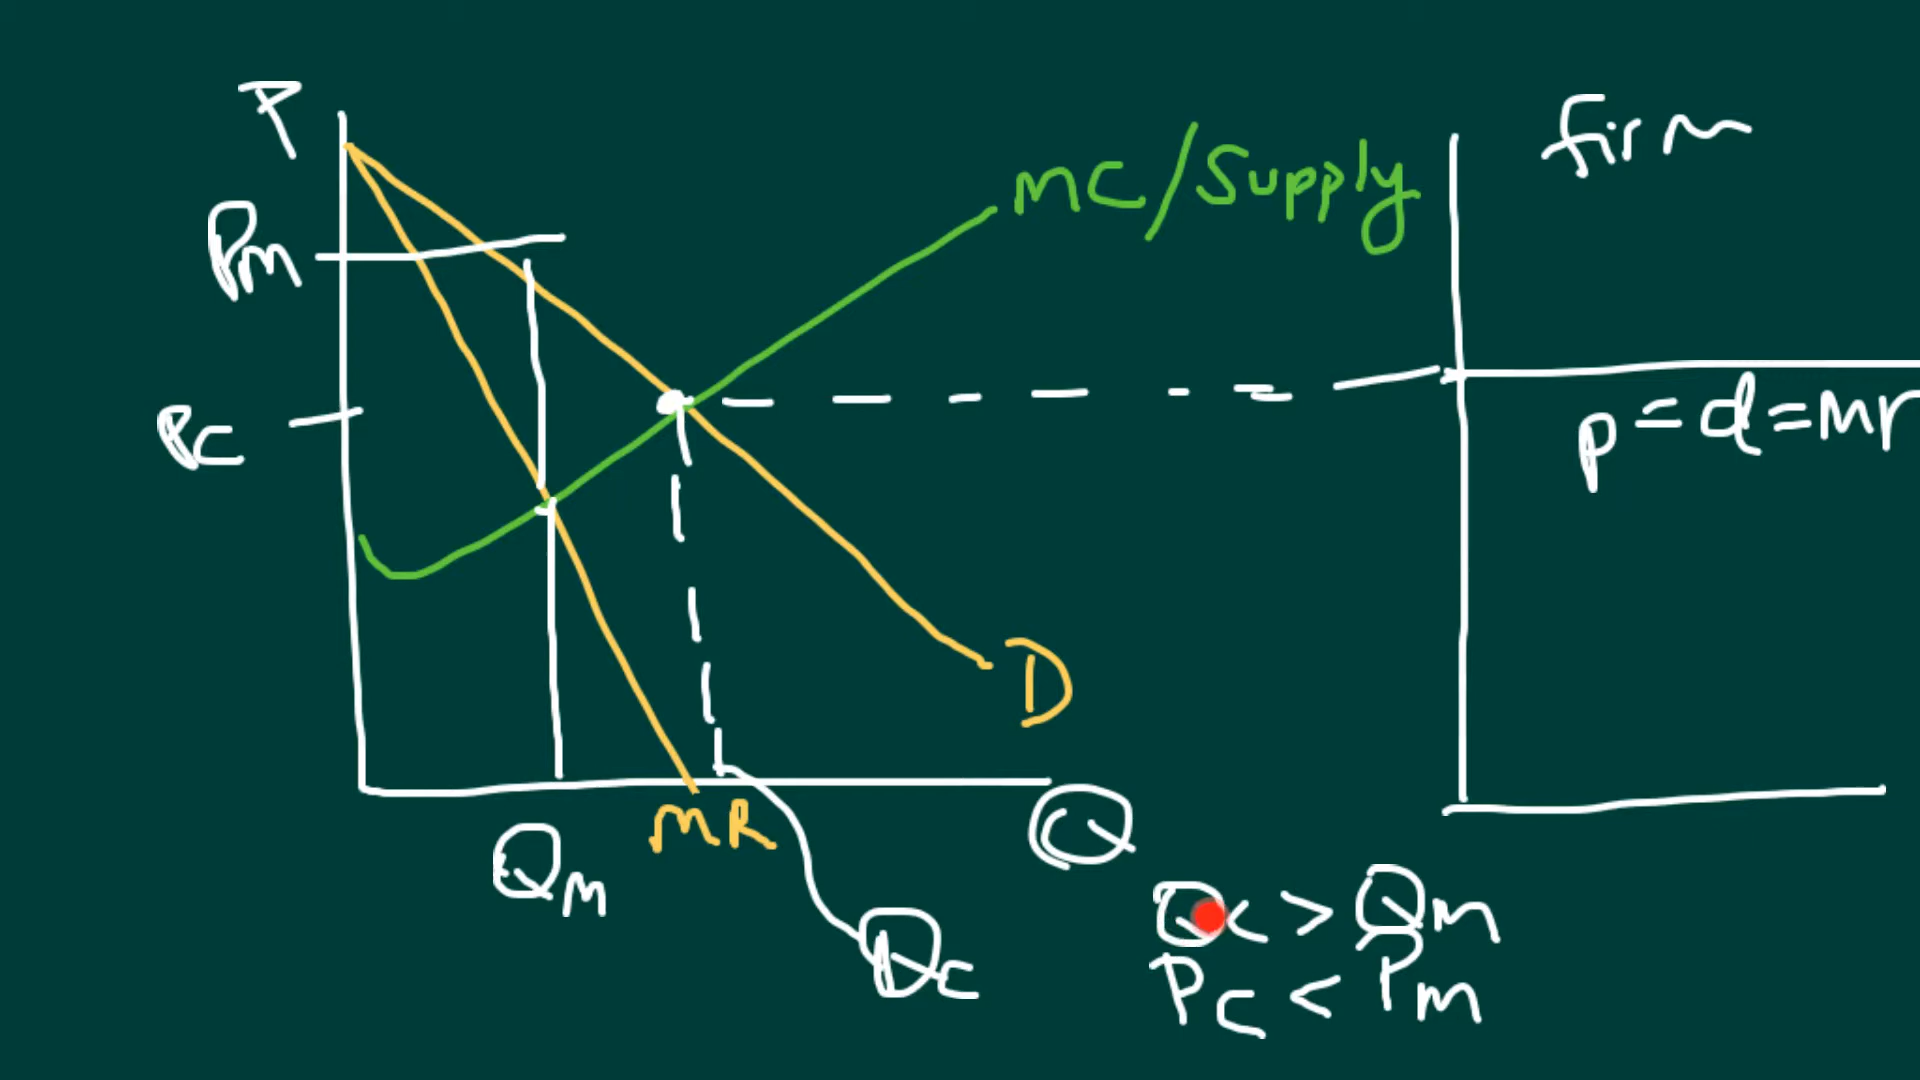 P
firm
MC/Supply
Pm
Pc
p=d=mr
D
MR
Q
Qm
Qc
Qc > Qm
Pc < Pm